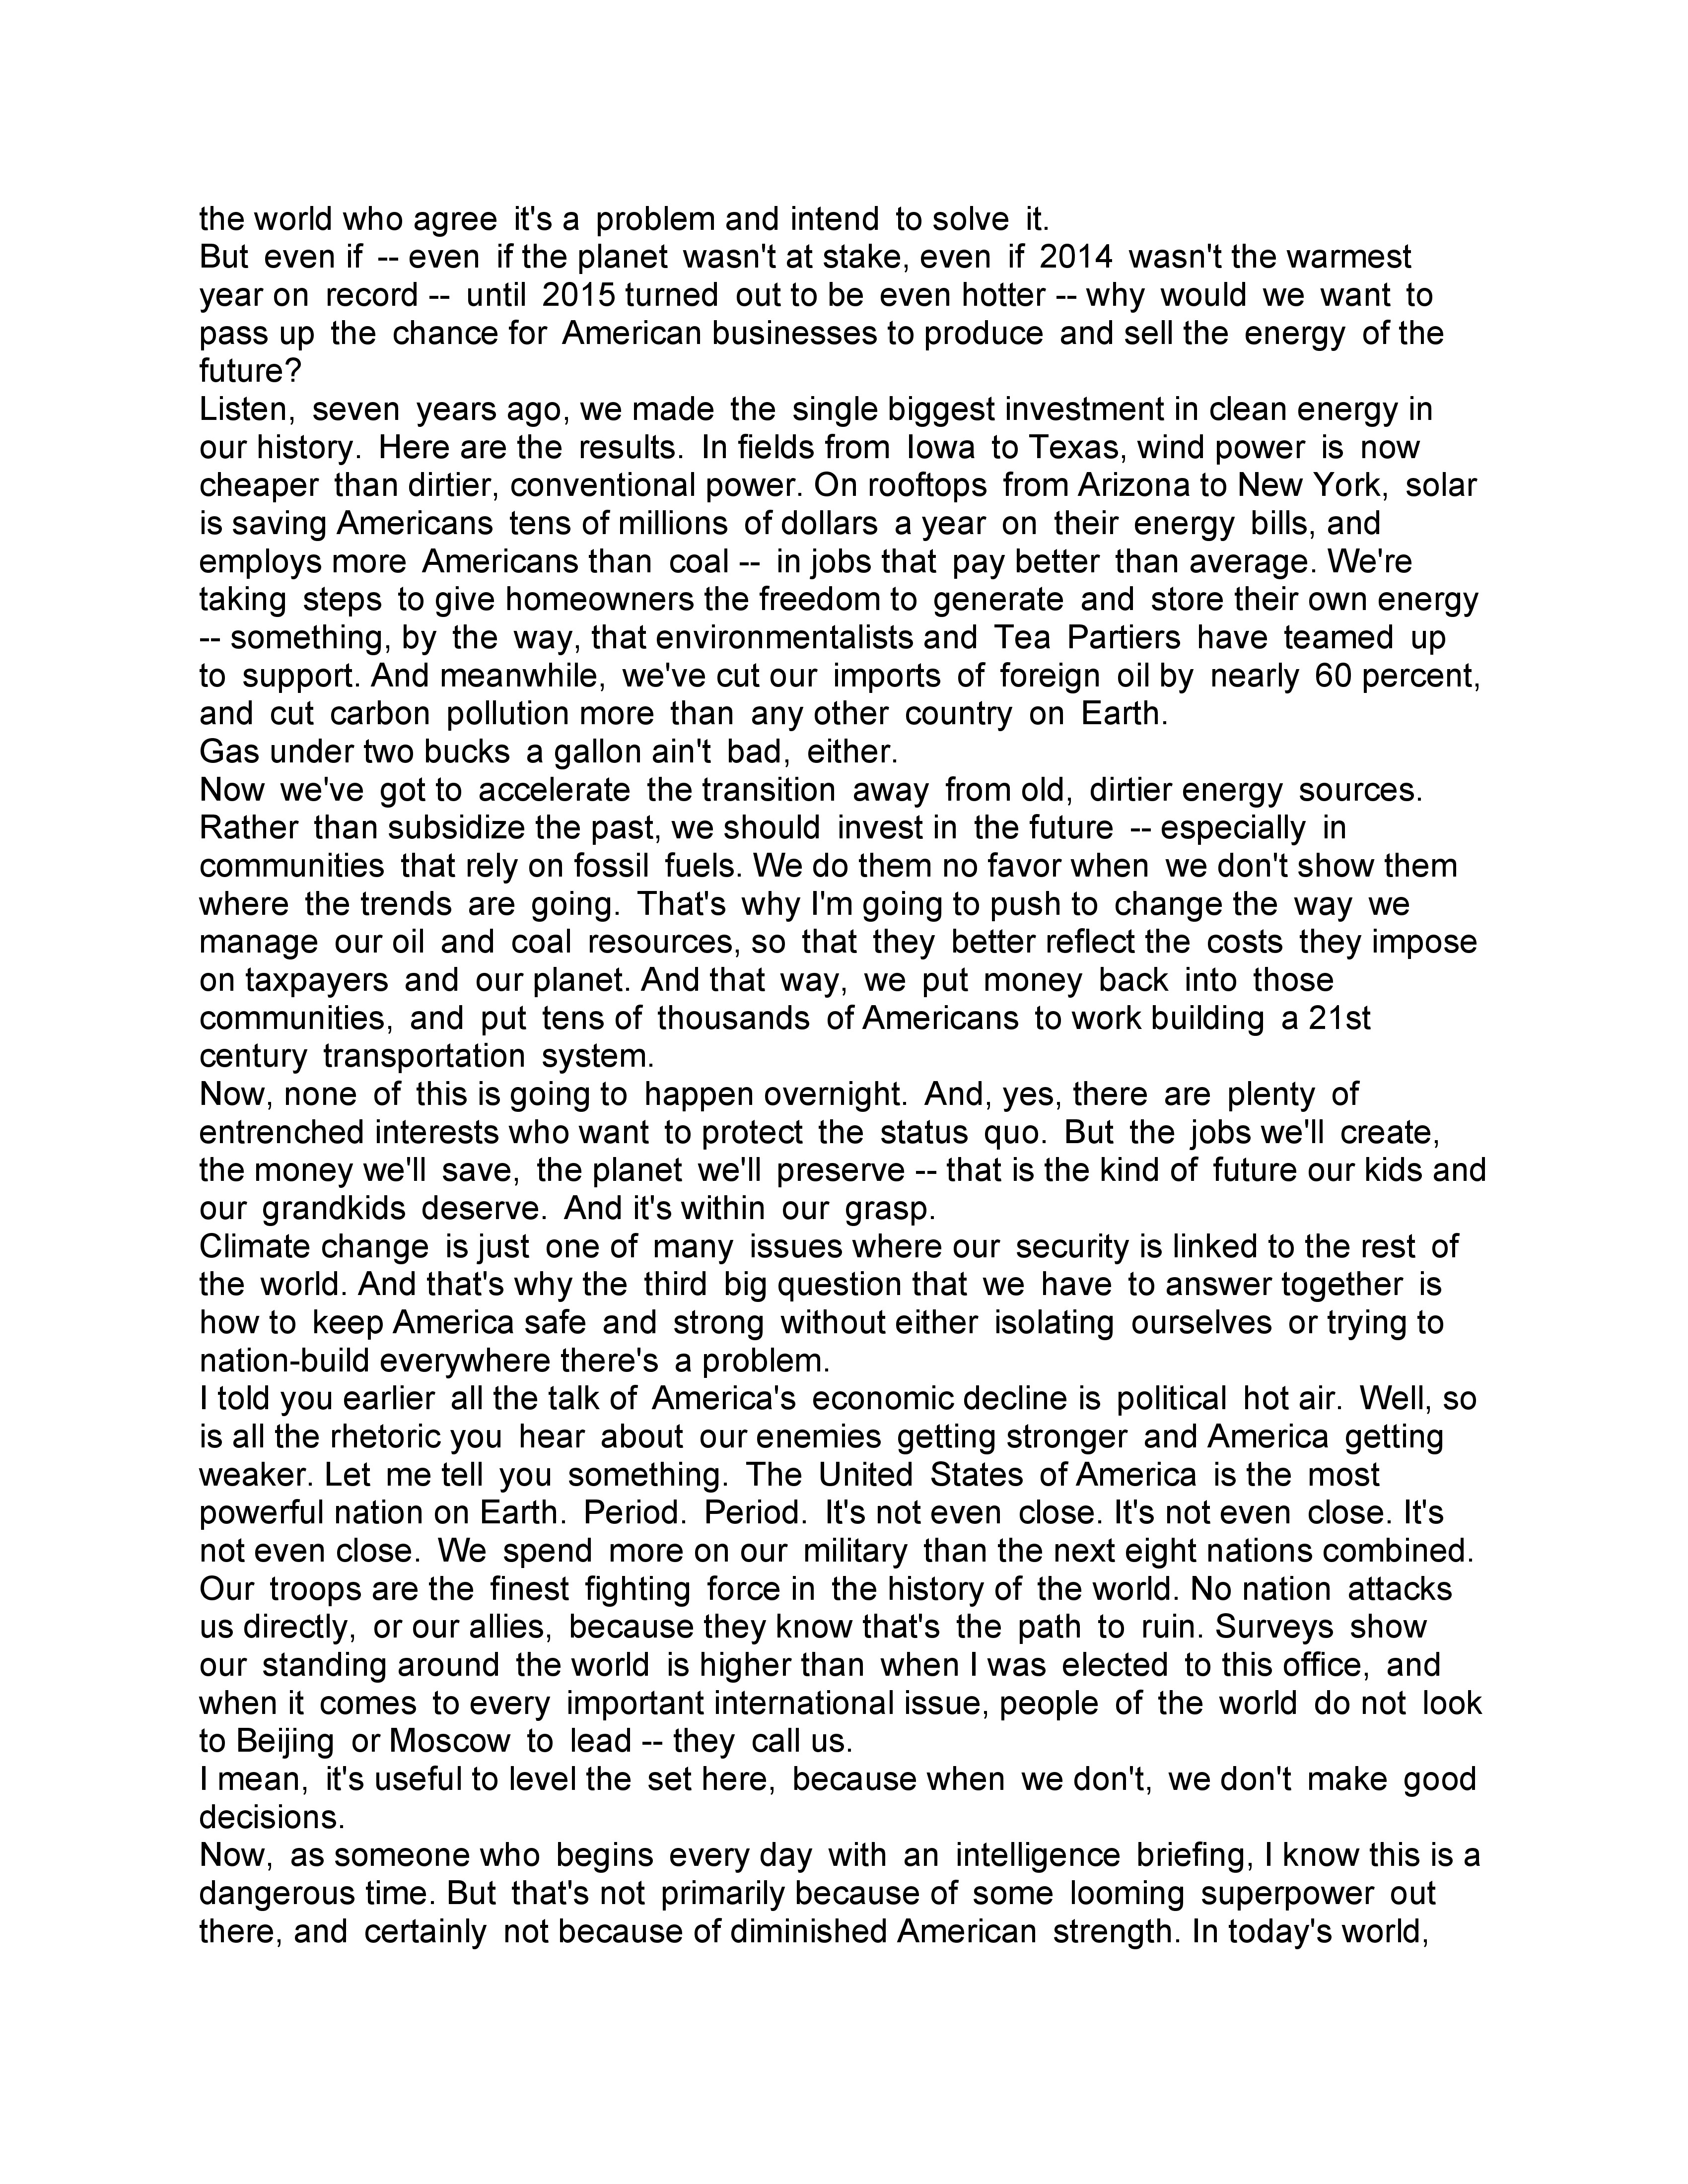 the world who agree it's a problem and intend to solve it.
But even if -- even if the planet wasn't at stake, even if 2014 wasn't the warmest
year on record -- until 2015 turned out to be even hotter -- why would we want to
pass up the chance for American businesses to produce and sell the energy of the
future?
Listen, seven years ago, we made the single biggest investment in clean energy in
our history. Here are the results. In fields from Iowa to Texas, wind power is now
cheaper than dirtier, conventional power. On rooftops from Arizona to New York, solar
is saving Americans tens of millions of dollars a year on their energy bills, and
employs more Americans than coal -- in jobs that pay better than average. We're
taking steps to give homeowners the freedom to generate and store their own energy
-- something, by the way, that environmentalists and Tea Partiers have teamed up
to support. And meanwhile, we've cut our imports of foreign oil by nearly 60 percent,
and cut carbon pollution more than any other country on Earth.
Gas under two bucks a gallon ain't bad, either.
Now we've got to accelerate the transition away from old, dirtier energy sources.
Rather than subsidize the past, we should invest in the future -- especially in
communities that rely on fossil fuels. We do them no favor when we don't show them
where the trends are going. That's why I'm going to push to change the way we
manage our oil and coal resources, so that they better reflect the costs they impose
on taxpayers and our planet. And that way, we put money back into those
communities, and put tens of thousands of Americans to work building a 21st
century transportation system.
Now, none of this is going to happen overnight. And, yes, there are plenty of
entrenched interests who want to protect the status quo. But the jobs we'll create,
the money we'll save, the planet we'll preserve -- that is the kind of future our kids and
our grandkids deserve. And it's within our grasp.
Climate change is just one of many issues where our security is linked to the rest of
the world. And that's why the third big question that we have to answer together is
how to keep America safe and strong without either isolating ourselves or trying to
nation-build everywhere there's a problem.
I told you earlier all the talk of America's economic decline is political hot air. Well, so
is all the rhetoric you hear about our enemies getting stronger and America getting
weaker. Let me tell you something. The United States of America is the most
powerful nation on Earth. Period. Period. It's not even close. It's not even close. It's
not even close. We spend more on our military than the next eight nations combined.
Our troops are the finest fighting force in the history of the world. No nation attacks
us directly, or our allies, because they know that's the path to ruin. Surveys show
our standing around the world is higher than when I was elected to this office, and
when it comes to every important international issue, people of the world do not look
to Beijing or Moscow to lead -- they call us.
I mean, it's useful to level the set here, because when we don't, we don't make good
decisions.
Now, as someone who begins every day with an intelligence briefing, I know this is a
dangerous time. But that's not primarily because of some looming superpower out
there, and certainly not because of diminished American strength. In today's world,